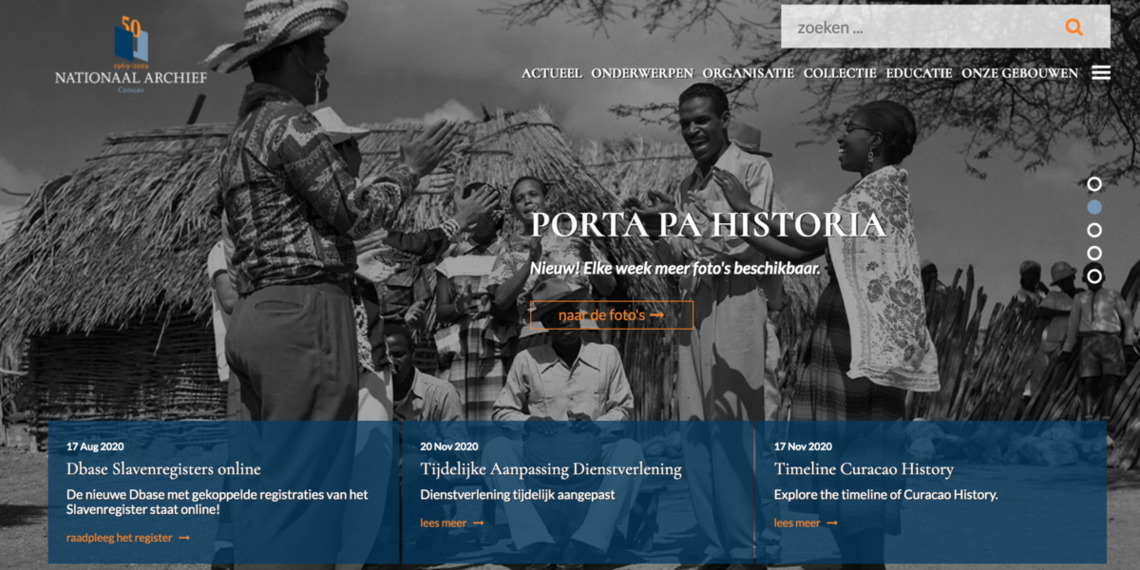 zoeken ...
50
1969-2019
NATIONAAL ARCHIEF
Curaçao
ACTUEEL ONDERWERPEN ORGANISATIE COLLECTIE EDUCATIE ONZE GEBOUWEN
PORTA PA HISTORIA
Nieuw! Elke week meer foto's beschikbaar.
naar de foto's →
17 Aug 2020
Dbase Slavenregisters online
De nieuwe Dbase met gekoppelde registraties van het
Slavenregister staat online!
raadpleeg het register →
20 Nov 2020
Tijdelijke Aanpassing Dienstverlening
Dienstverlening tijdelijk aangepast
lees meer →
17 Nov 2020
Timeline Curacao History
Explore the timeline of Curacao History.
lees meer →